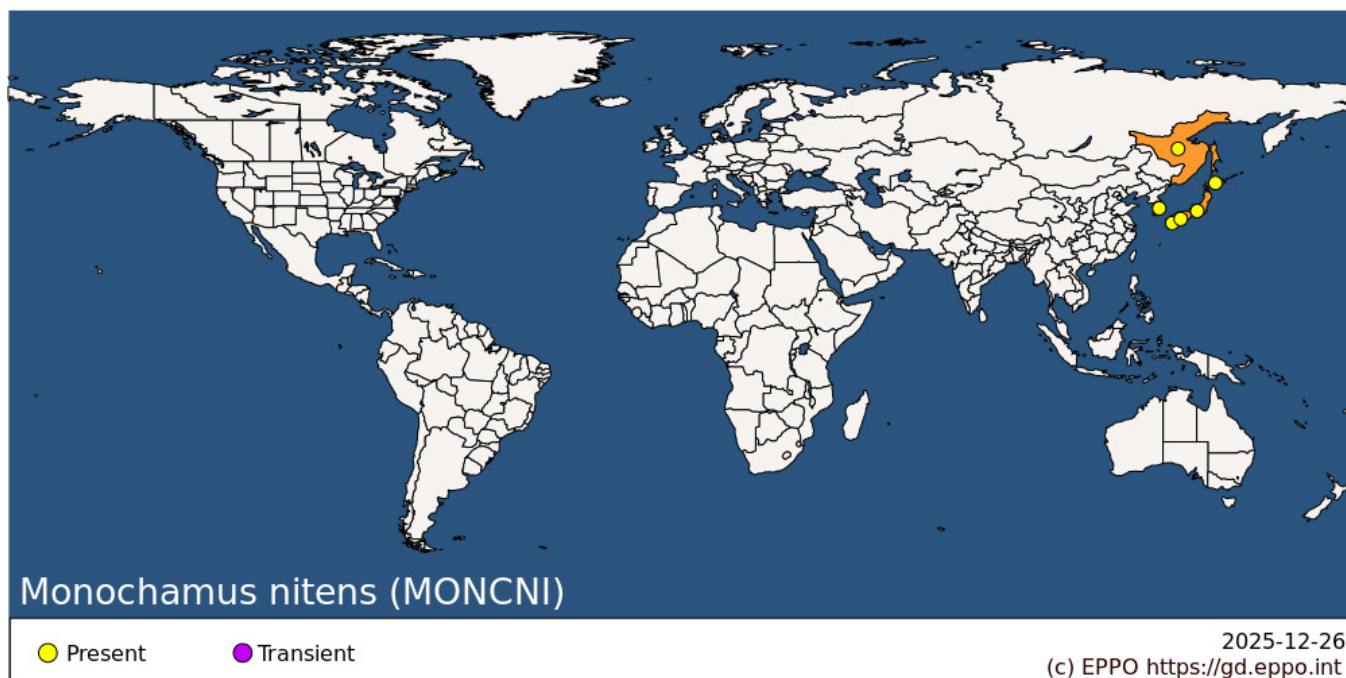 Monochamus nitens (MONCNI)
Present
Transient
2025-12-26
(c) EPPO https://gd.eppo.int